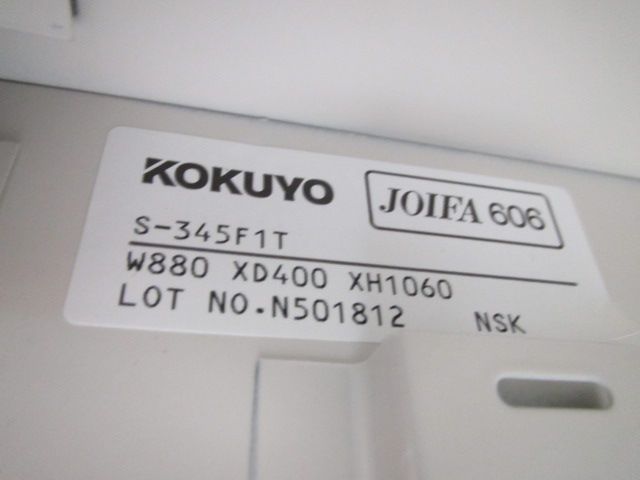 KOKUYO JOIFA 606
S-345F1T
W880 XD400 XH1060
LOT NO.N501812 NSK